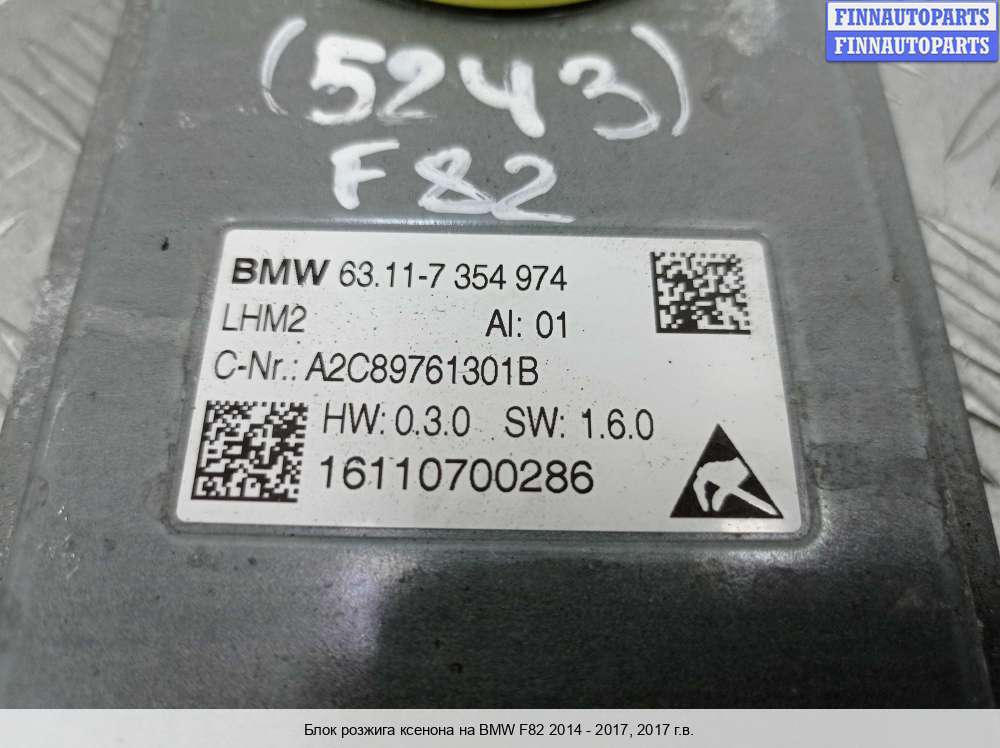 FINNAUTOPARTS
FINNAUTOPARTS
(5243)
F82
BMW 63.11-7 354 974
LHM2 AI: 01
C-Nr.: A2C89761301B
HW: 0.3.0 SW: 1.6.0
16110700286
Блок розжига ксенона на BMW F82 2014 - 2017, 2017 г.в.